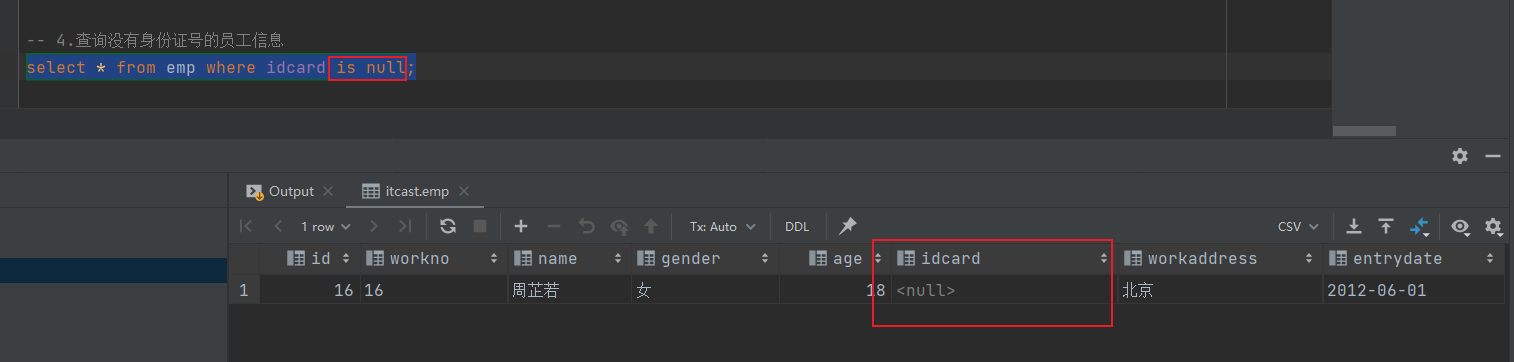 -- 4.查询没有身份证号的员工信息
select * from emp where idcard is null;
Output itcast.emp
1 row Tx: Auto DDL CSV
id workno name gender age idcard workaddress entrydate
1 16 16 周芷若 女 18 <null> 北京 2012-06-01